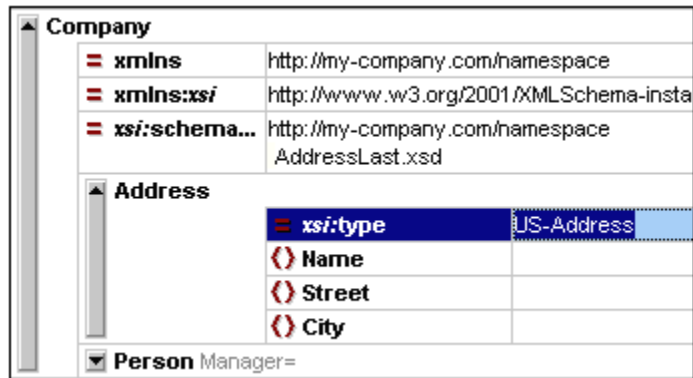 Company
= xmlns http://my-company.com/namespace
= xmlns:xsi http://www.w3.org/2001/XMLSchema-insta
= xsi:schema... http://my-company.com/namespace
AddressLast.xsd
Address
= xsi:type US-Address
{} Name
{} Street
{} City
Person Manager=